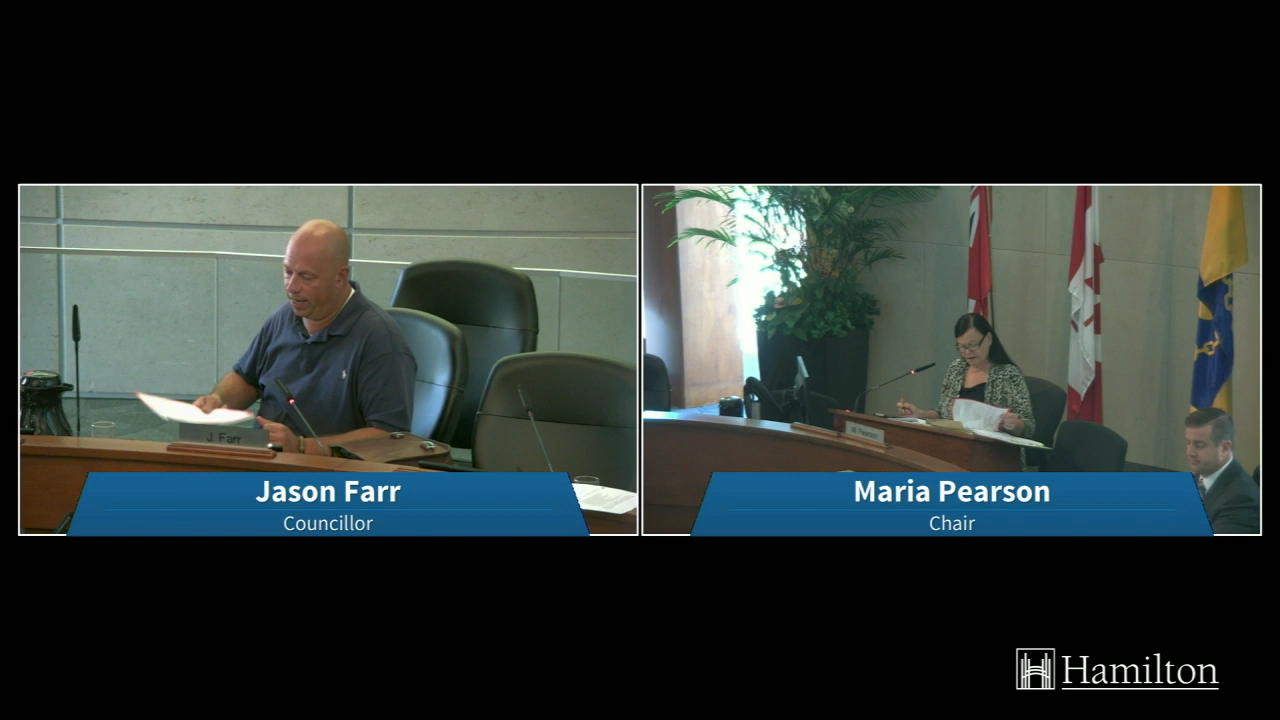 J. Farr
M. Pearson
Jason Farr
Councillor
Maria Pearson
Chair
Hamilton